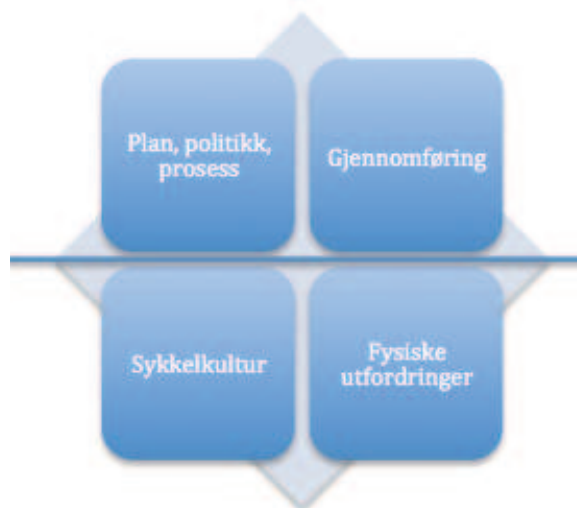 Plan, politikk,
prosess
Gjennomføring
Sykkelkultur
Fysiske
utfordringer